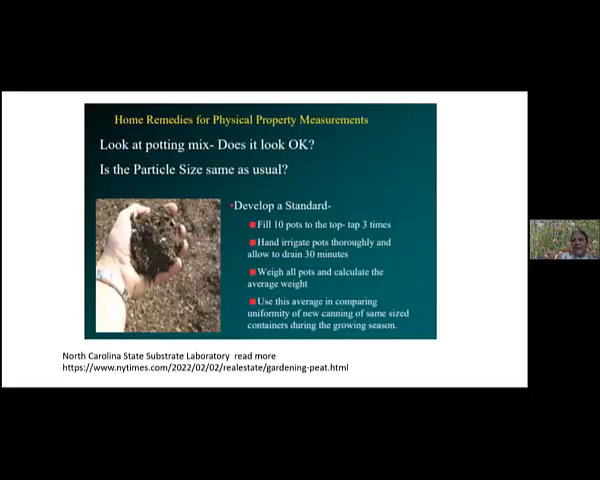 Home Remedies for Physical Property Measurements
Look at potting mix- Does it look OK?
Is the Particle Size same as usual?
•Develop a Standard-
Fill 10 pots to the top- tap 3 times
Hand irrigate pots thoroughly and
allow to drain 30 minutes
Weigh all pots and calculate the
average weight
Use this average in comparing
uniformity of new canning of same sized
containers during the growing season.
North Carolina State Substrate Laboratory read more
https://www.nytimes.com/2022/02/02/realestate/gardening-peat.html